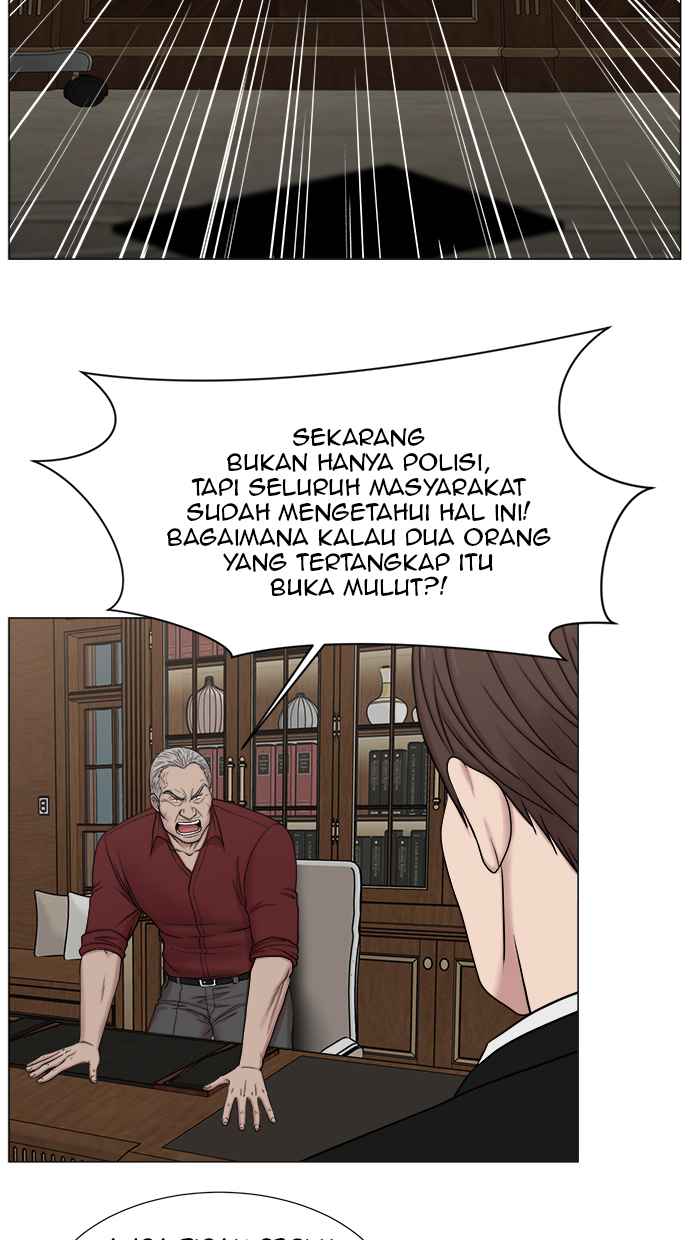 SEKARANG
BUKAN HANYA POLISI,
TAPI SELURUH MASYARAKAT
SUDAH MENGETAHUI HAL INI!
BAGAIMANA KALAU DUA ORANG
YANG TERTANGKAP ITU
BUKA MULUT?!